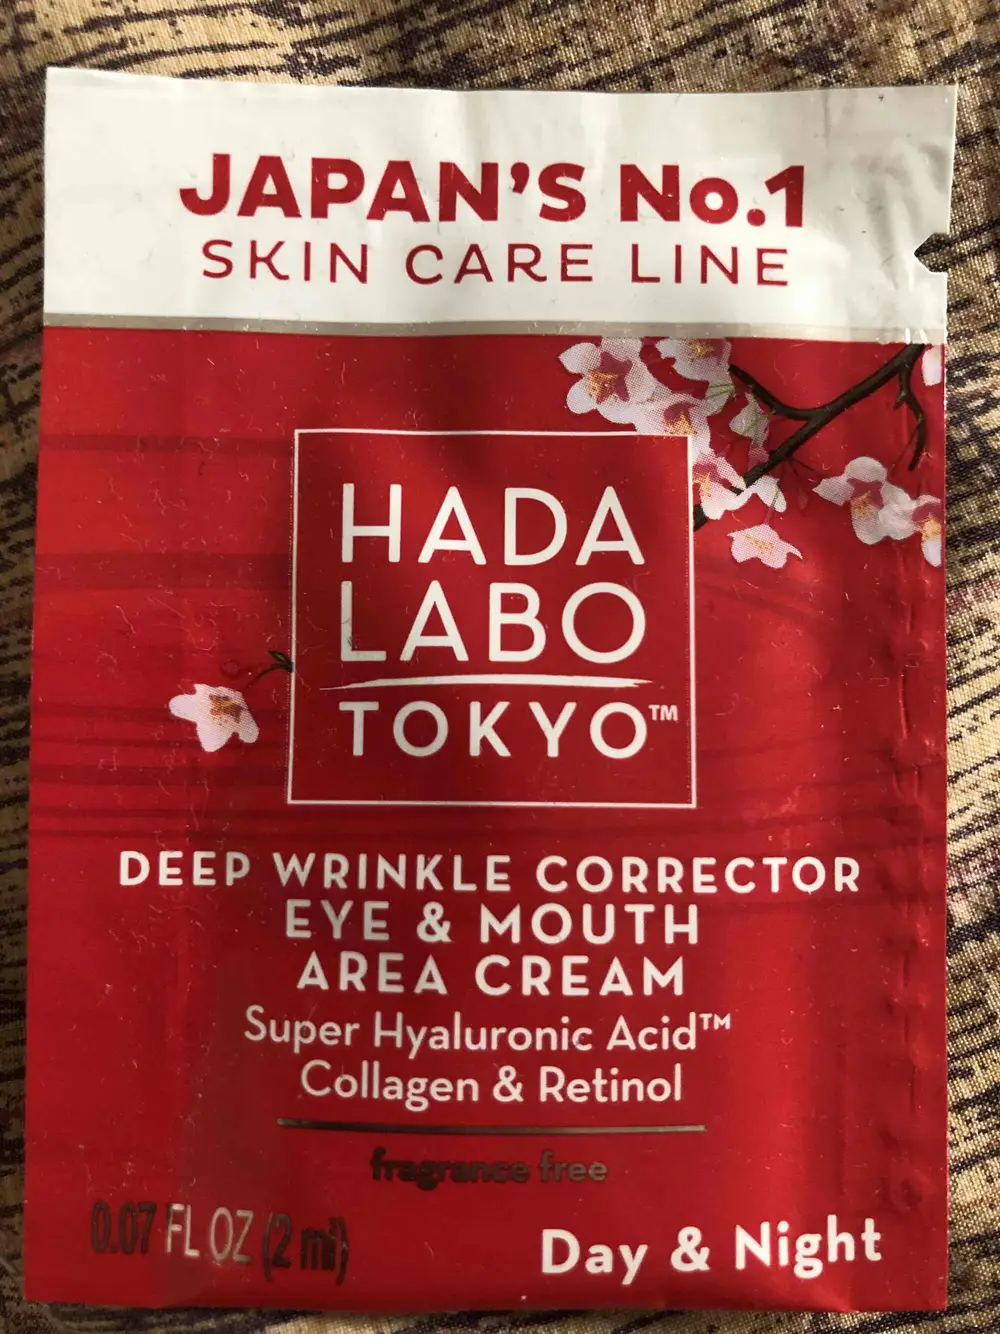 JAPAN'S No.1
SKIN CARE LINE
HADA
LABO
TOKYO™
DEEP WRINKLE CORRECTOR
EYE & MOUTH
AREA CREAM
Super Hyaluronic Acid™
Collagen & Retinol
fragrance free
0.07 FL OZ (2 ml)
Day & Night